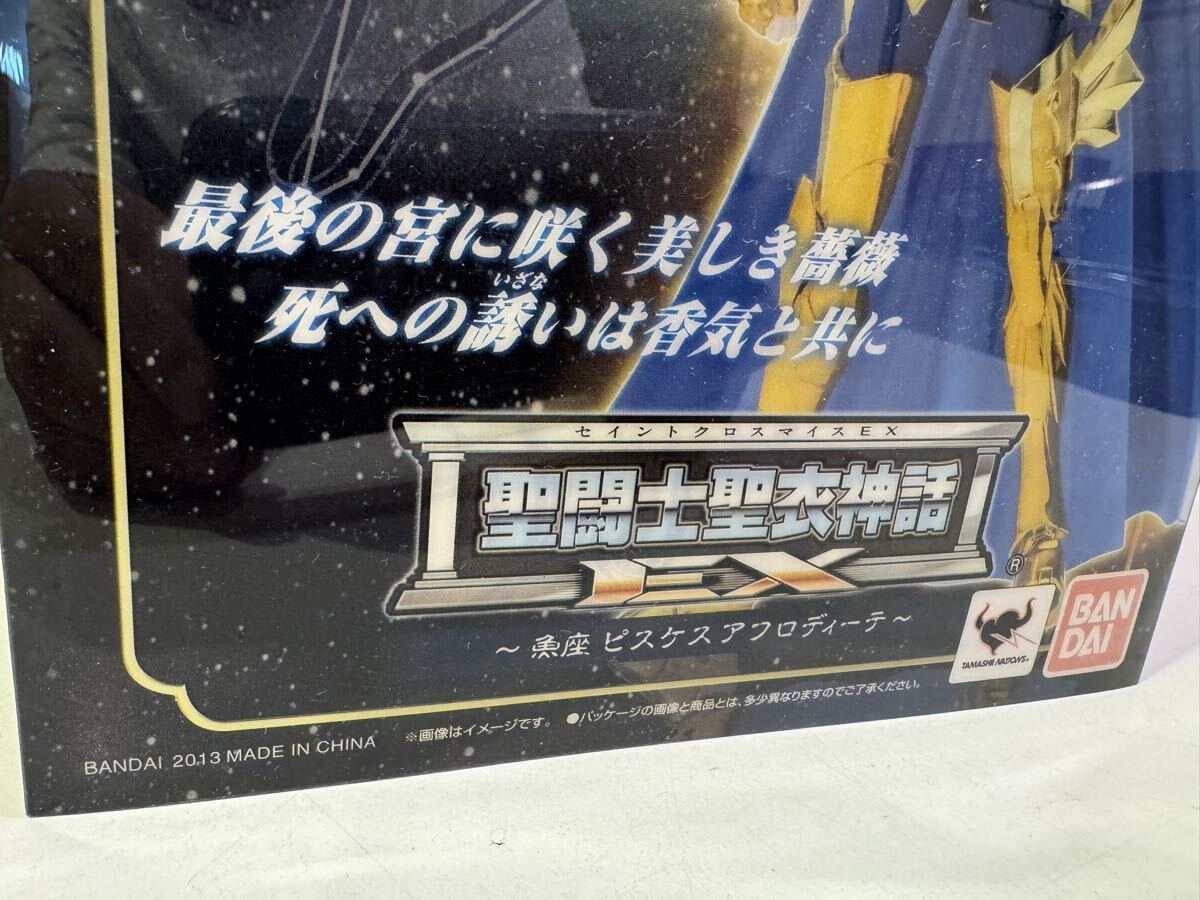 最後の宮に咲く美しき薔薇
いざな
死への誘いは香気と共に
セイントクロスマイスEX
聖闘士聖衣神話
EX
®
～魚座 ピスケス アフロディーテ～
TAMASHII NATIONS®
BAN
DAI
※画像はイメージです。 ●パッケージの画像と商品とは、多少異なりますのでご了承ください。
BANDAI 2013 MADE IN CHINA